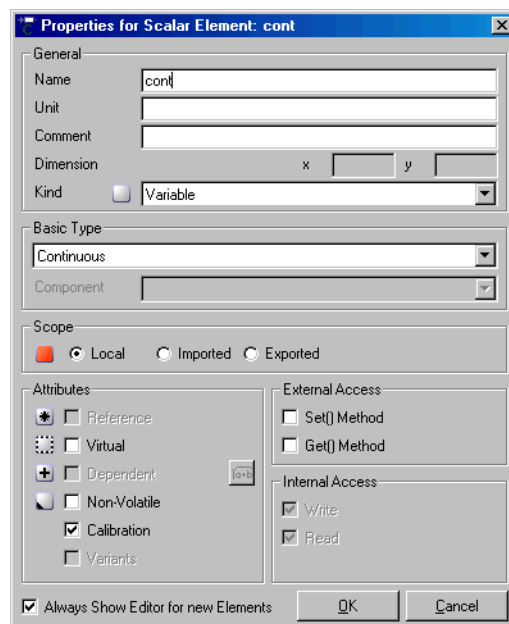 Properties for Scalar Element: cont
General
Name cont
Unit
Comment
Dimension x y
Kind Variable
Basic Type
Continuous
Component
Scope
Local Imported Exported
Attributes
Reference
Virtual
Dependent a+b
Non-Volatile
Calibration
Variants
External Access
Set() Method
Get() Method
Internal Access
Write
Read
Always Show Editor for new Elements OK Cancel